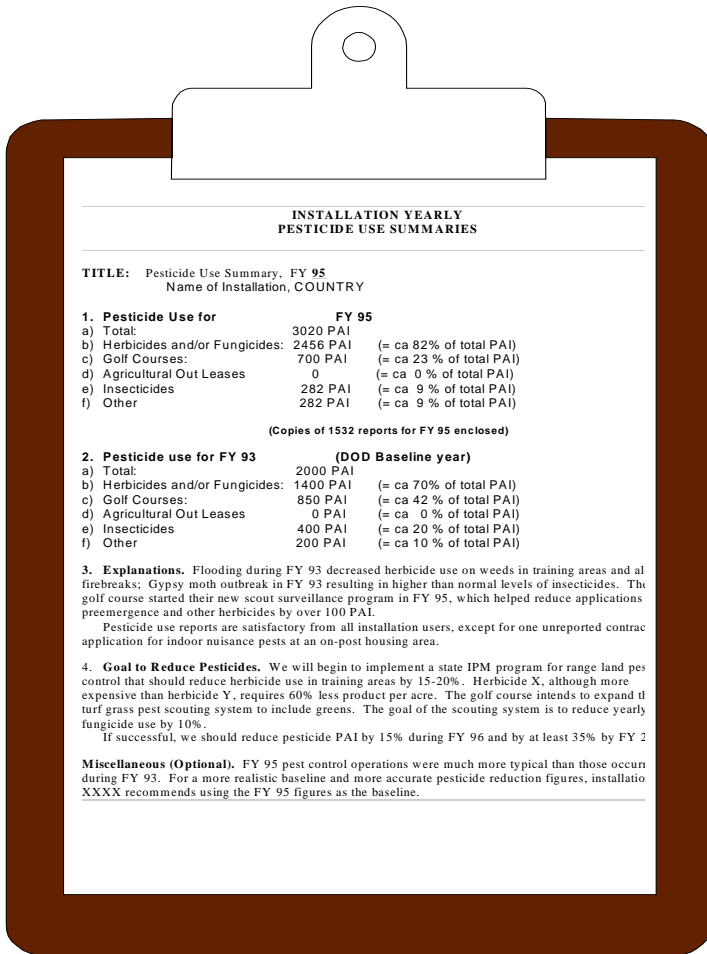 INSTALLATION YEARLY
PESTICIDE USE SUMMARIES
TITLE: Pesticide Use Summary, FY 95
Name of Installation, COUNTRY
1. Pesticide Use for FY 95
a) Total: 3020 PAI
b) Herbicides and/or Fungicides: 2456 PAI (= ca 82% of total PAI)
c) Golf Courses: 700 PAI (= ca 23 % of total PAI)
d) Agricultural Out Leases 0 (= ca 0 % of total PAI)
e) Insecticides 282 PAI (= ca 9 % of total PAI)
f) Other 282 PAI (= ca 9 % of total PAI)
(Copies of 1532 reports for FY 95 enclosed)
2. Pesticide use for FY 93 (DOD Baseline year)
a) Total: 2000 PAI
b) Herbicides and/or Fungicides: 1400 PAI (= ca 70% of total PAI)
c) Golf Courses: 850 PAI (= ca 42 % of total PAI)
d) Agricultural Out Leases 0 PAI (= ca 0 % of total PAI)
e) Insecticides 400 PAI (= ca 20 % of total PAI)
f) Other 200 PAI (= ca 10 % of total PAI)
3. Explanations. Flooding during FY 93 decreased herbicide use on weeds in training areas and al
firebreaks; Gypsy moth outbreak in FY 93 resulting in higher than normal levels of insecticides. The
golf course started their new scout surveillance program in FY 95, which helped reduce applications
preemergence and other herbicides by over 100 PAI.
Pesticide use reports are satisfactory from all installation users, except for one unreported contrac
application for indoor nuisance pests at an on-post housing area.
4. Goal to Reduce Pesticides. We will begin to implement a state IPM program for range land pes
control that should reduce herbicide use in training areas by 15-20%. Herbicide X, although more
expensive than herbicide Y, requires 60% less product per acre. The golf course intends to expand th
turf grass pest scouting system to include greens. The goal of the scouting system is to reduce yearly
fungicide use by 10%.
If successful, we should reduce pesticide PAI by 15% during FY 96 and by at least 35% by FY 2
Miscellaneous (Optional). FY 95 pest control operations were much more typical than those occurr
during FY 93. For a more realistic baseline and more accurate pesticide reduction figures, installatio
XXXX recommends using the FY 95 figures as the baseline.